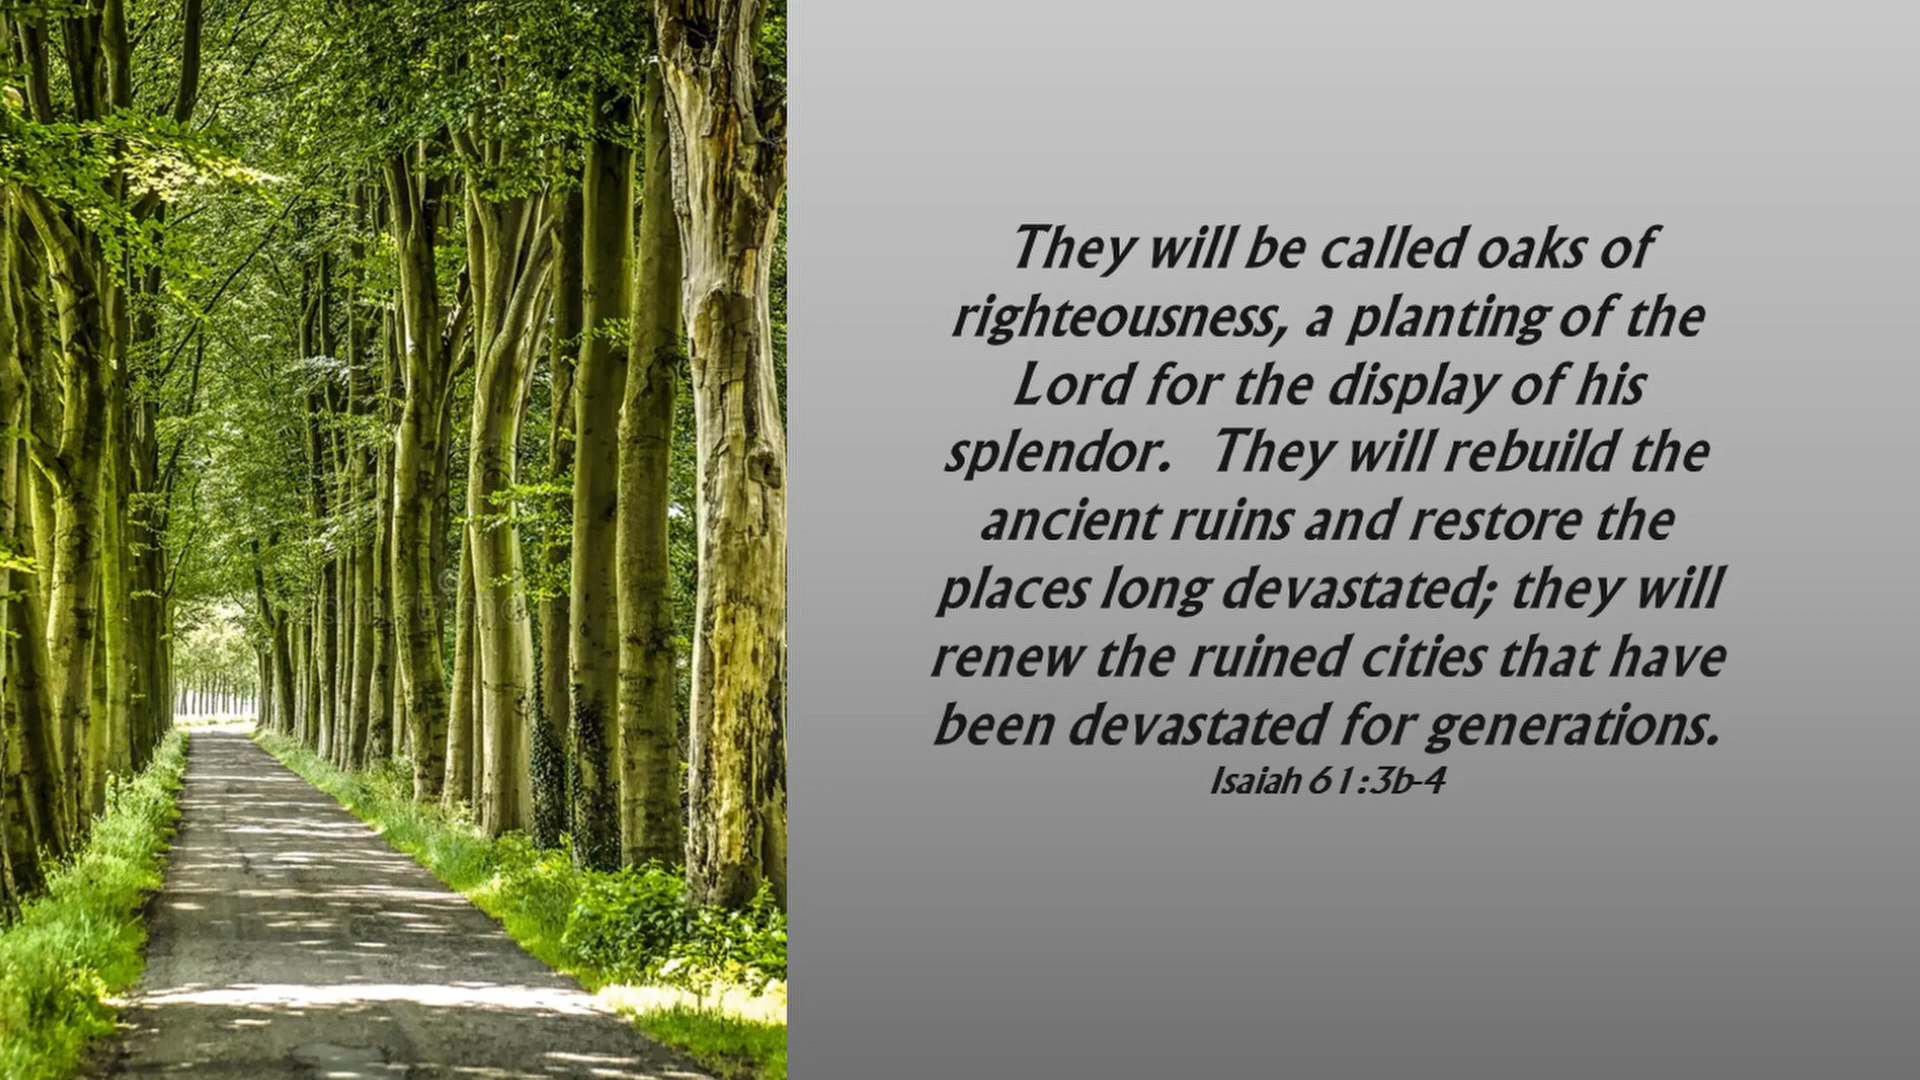 They will be called oaks of
righteousness, a planting of the
Lord for the display of his
splendor.  They will rebuild the
ancient ruins and restore the
places long devastated; they will
renew the ruined cities that have
been devastated for generations.
Isaiah 61:3b-4